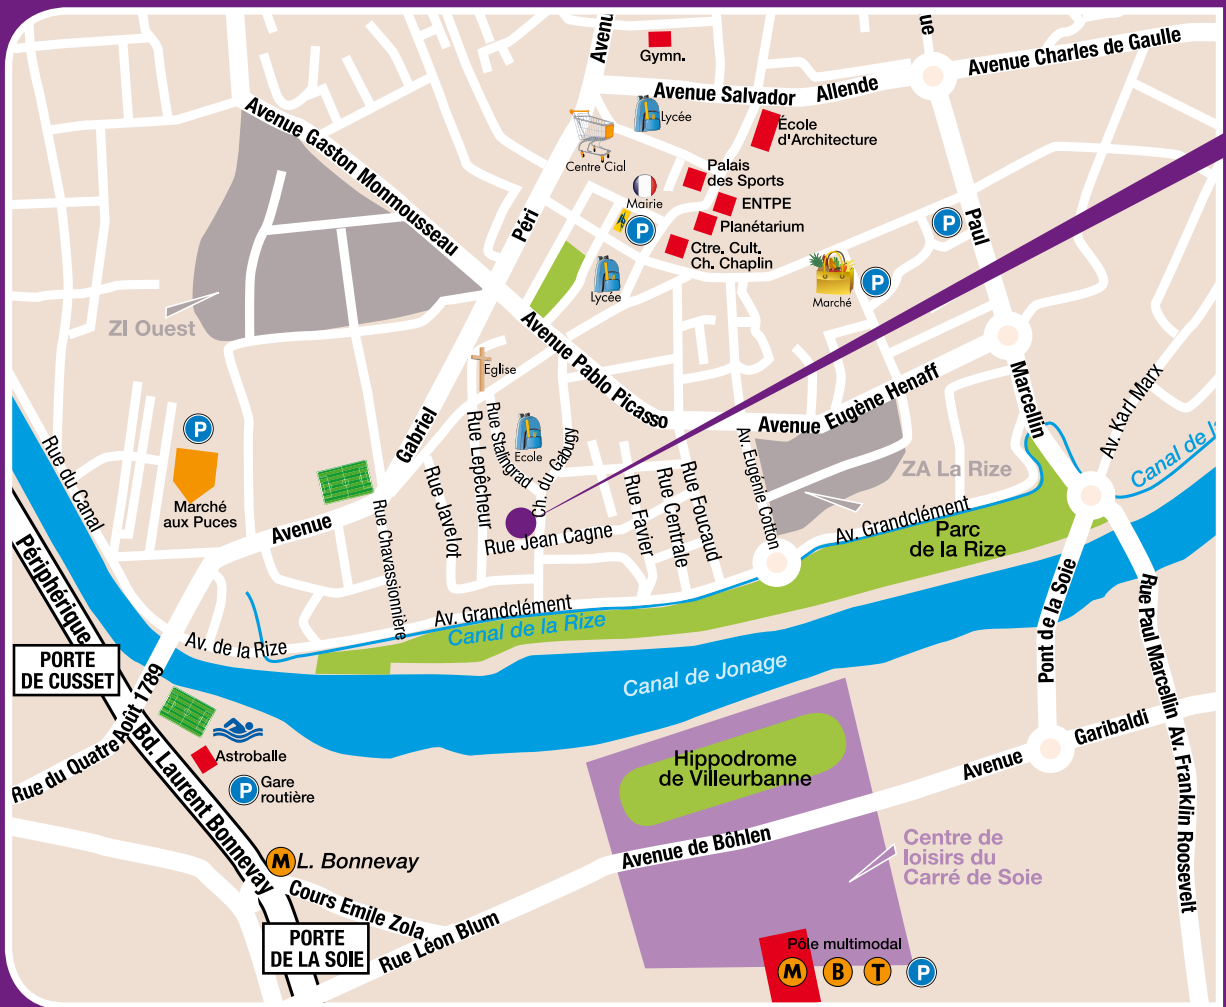 Avenu
ue
Gymn.
Avenue Charles de Gaulle
Avenue Salvador Allende
Lycée
École
d'Architecture
Avenue Gaston Monmousseau
Centre Cial
Palais
des Sports
Mairie
ENTPE
P
Planétarium
Ctre. Cult.
Ch. Chaplin
P
Paul
Péri
Lycée
Marché
P
ZI Ouest
Avenue Pablo Picasso
Eglise
Marcellin
Av. Karl Marx
Avenue Eugène Henaff
Gabriel
P
Rue du Canal
Rue Stalingrad
Rue Lepêcheur
Ecole
Ch. du Gabugy
Av. Eugénie Cotton
ZA La Rize
Canal de la
Marché
aux Puces
Rue Javelot
Rue Favier
Rue Centrale
Rue Foucaud
Avenue
Rue Chavassionnière
Rue Jean Cagne
Av. Grandclément
Parc
de la Rize
Périphérique
Av. Grandclément
Canal de la Rize
Av. de la Rize
PORTE
DE CUSSET
Canal de Jonage
Pont de la Soie
Rue Paul Marcellin
Av. Franklin Roosevelt
Rue du Quatre Août 1789
Bd. Laurent Bonnevay
Astroballe
P
Gare
routière
Hippodrome
de Villeurbanne
Avenue Garibaldi
Avenue de Böhlen
Centre de
loisirs du
Carré de Soie
M L. Bonnevay
Cours Emile Zola
Rue Léon Blum
PORTE
DE LA SOIE
Pôle multimodal
M B T P